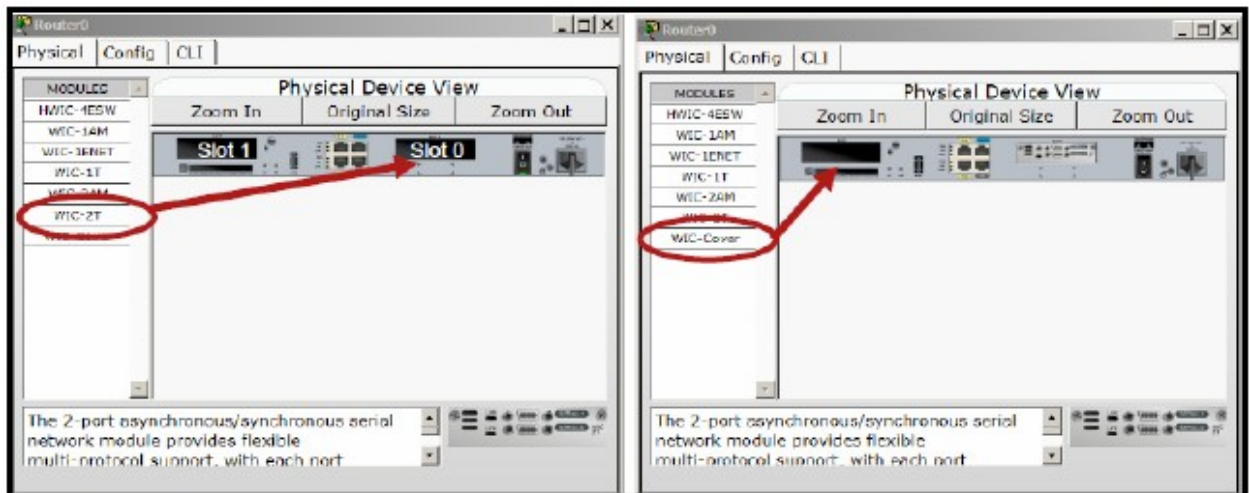 Router0
Physical Config CLI
MODULES
HWIC-4ESW
WIC-1AM
WIC-1ENET
WIC-1T
WIC-2AM
WIC-2T
Physical Device View
Zoom In Original Size Zoom Out
Slot 1 Slot 0
The 2-port asynchronous/synchronous serial
network module provides flexible
multi-protocol support, with each port
Router0
Physical Config CLI
MODULES
HWIC-4ESW
WIC-1AM
WIC-1ENET
WIC-1T
WIC-2AM
WIC-2T
WIC-Cover
Physical Device View
Zoom In Original Size Zoom Out
The 2-port asynchronous/synchronous serial
network module provides flexible
multi-protocol support, with each port